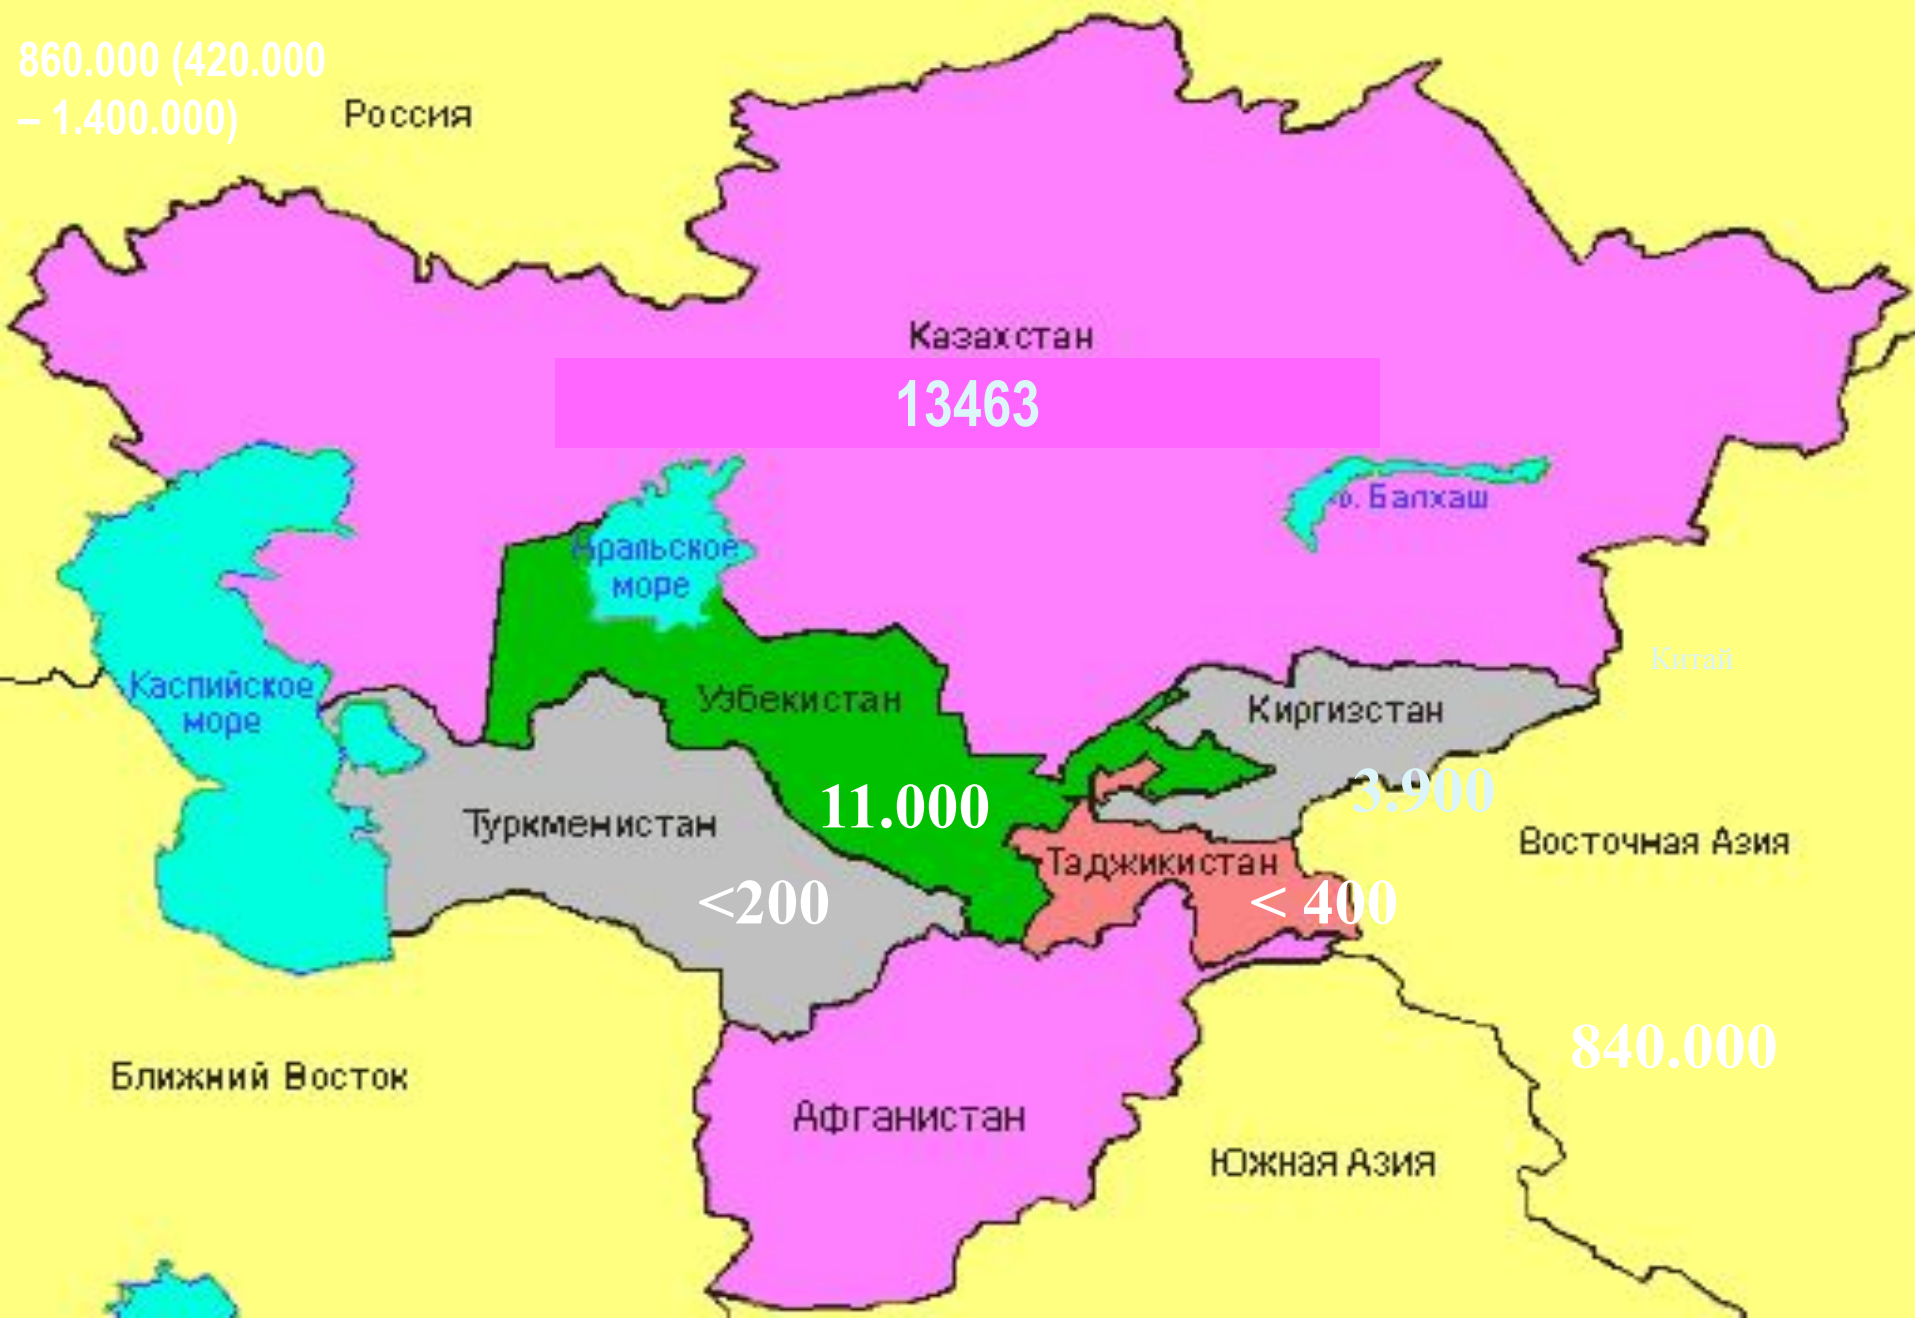 860.000 (420.000
– 1.400.000)
Россия
Казахстан
13463
о. Балхаш
Аральское
море
Китай
Каспийское
море
Узбекистан
Киргизстан
11.000
3.900
Туркменистан
Восточная Азия
Таджикистан
<200
< 400
840.000
Ближний Восток
Афганистан
Южная Азия